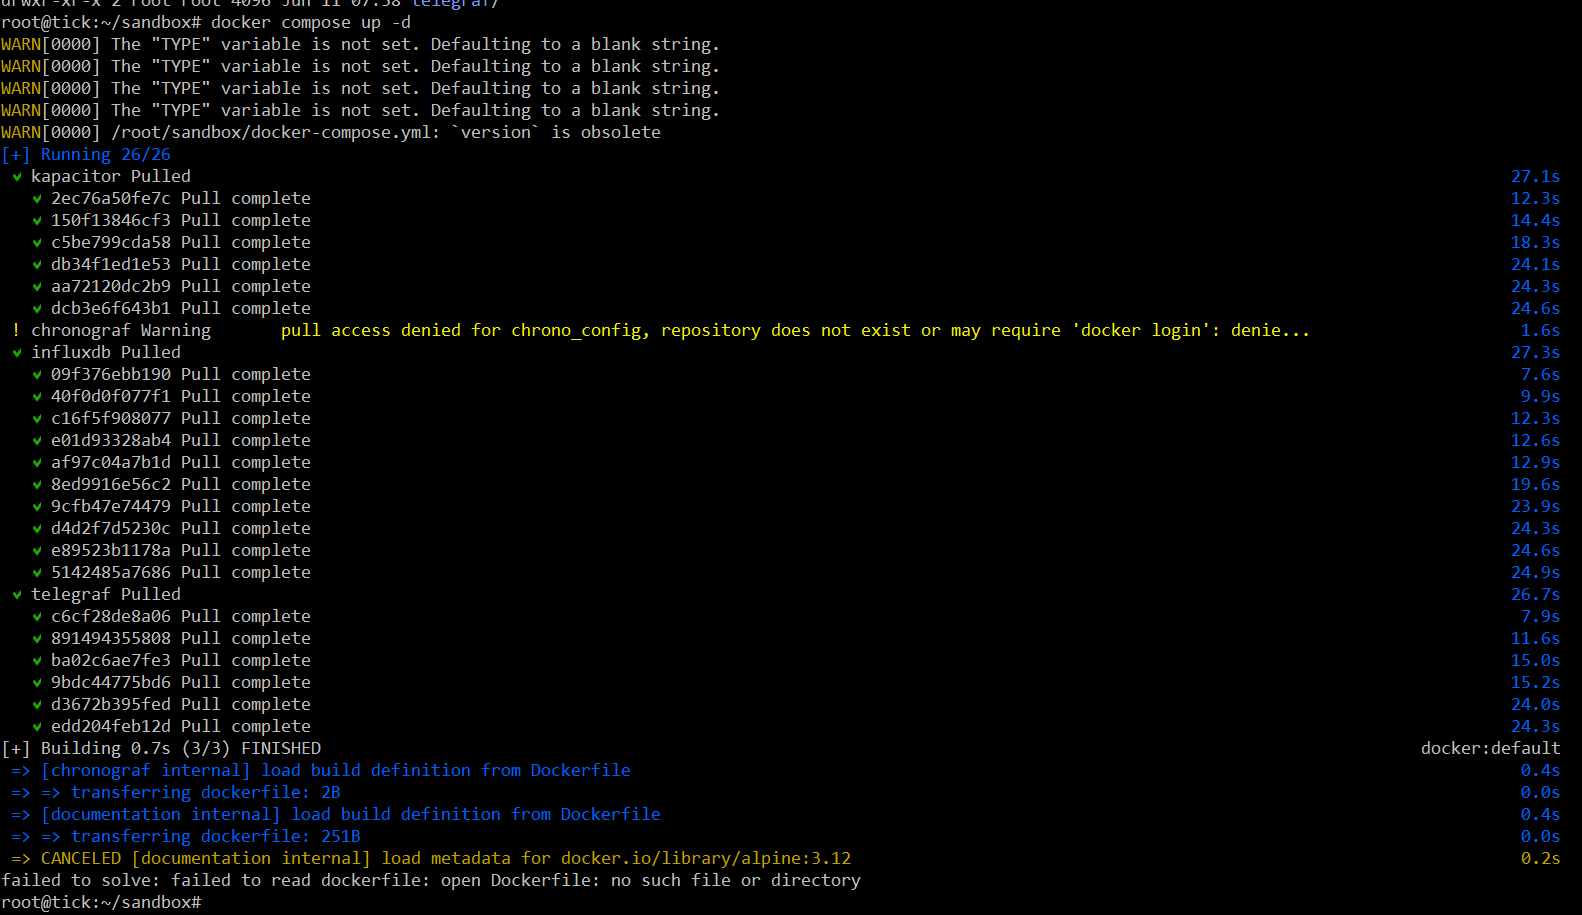 drwxr-xr-x 2 root root 4096 Jun 11 07:58 telegraf/
root@tick:~/sandbox# docker compose up -d
WARN[0000] The "TYPE" variable is not set. Defaulting to a blank string.
WARN[0000] The "TYPE" variable is not set. Defaulting to a blank string.
WARN[0000] The "TYPE" variable is not set. Defaulting to a blank string.
WARN[0000] The "TYPE" variable is not set. Defaulting to a blank string.
WARN[0000] /root/sandbox/docker-compose.yml: `version` is obsolete
[+] Running 26/26
✔ kapacitor Pulled 27.1s
✔ 2ec76a50fe7c Pull complete 12.3s
✔ 150f13846cf3 Pull complete 14.4s
✔ c5be799cda58 Pull complete 18.3s
✔ db34f1ed1e53 Pull complete 24.1s
✔ aa72120dc2b9 Pull complete 24.3s
✔ dcb3e6f643b1 Pull complete 24.6s
! chronograf Warning pull access denied for chrono_config, repository does not exist or may require 'docker login': denie... 1.6s
✔ influxdb Pulled 27.3s
✔ 09f376ebb190 Pull complete 7.6s
✔ 40f0d0f077f1 Pull complete 9.9s
✔ c16f5f908077 Pull complete 12.3s
✔ e01d93328ab4 Pull complete 12.6s
✔ af97c04a7b1d Pull complete 12.9s
✔ 8ed9916e56c2 Pull complete 19.6s
✔ 9cfb47e74479 Pull complete 23.9s
✔ d4d2f7d5230c Pull complete 24.3s
✔ e89523b1178a Pull complete 24.6s
✔ 5142485a7686 Pull complete 24.9s
✔ telegraf Pulled 26.7s
✔ c6cf28de8a06 Pull complete 7.9s
✔ 891494355808 Pull complete 11.6s
✔ ba02c6ae7fe3 Pull complete 15.0s
✔ 9bdc44775bd6 Pull complete 15.2s
✔ d3672b395fed Pull complete 24.0s
✔ edd204feb12d Pull complete 24.3s
[+] Building 0.7s (3/3) FINISHED docker:default
=> [chronograf internal] load build definition from Dockerfile 0.4s
=> => transferring dockerfile: 2B 0.0s
=> [documentation internal] load build definition from Dockerfile 0.4s
=> => transferring dockerfile: 251B 0.0s
=> CANCELED [documentation internal] load metadata for docker.io/library/alpine:3.12 0.2s
failed to solve: failed to read dockerfile: open Dockerfile: no such file or directory
root@tick:~/sandbox#